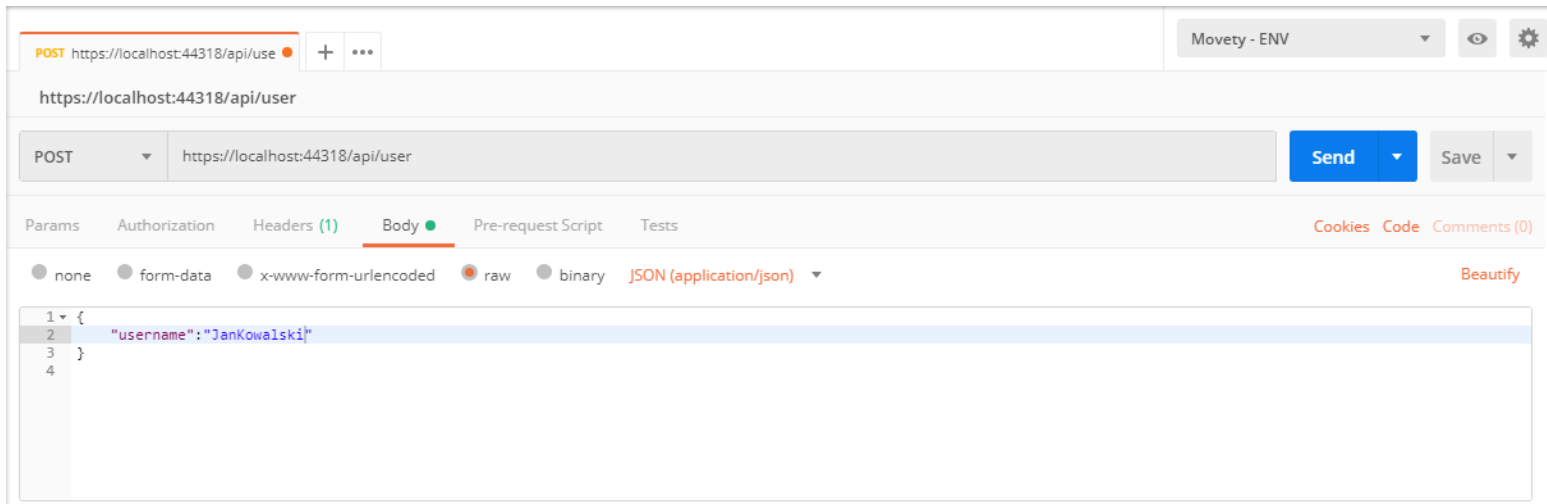 POST https://localhost:44318/api/use + ••• Movety - ENV
https://localhost:44318/api/user
POST https://localhost:44318/api/user Send Save
Params Authorization Headers (1) Body Pre-request Script Tests Cookies Code Comments (0)
none form-data x-www-form-urlencoded raw binary JSON (application/json) Beautify
1 {
2 "username":"JanKowalski"
3 }
4